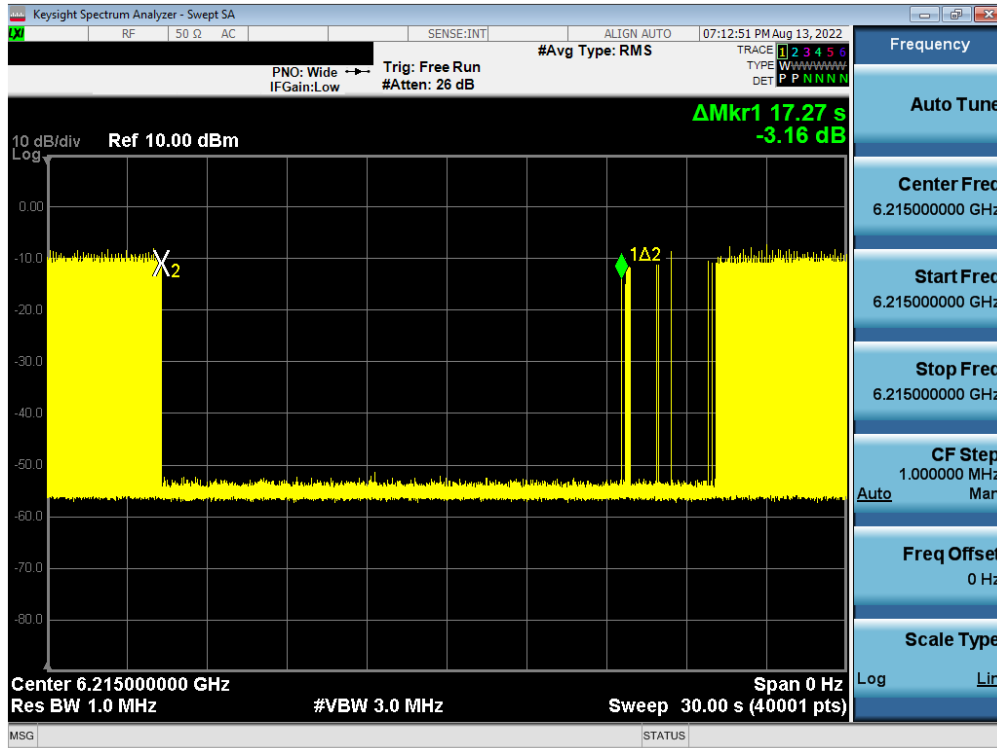 Keysight Spectrum Analyzer - Swept SA
LXI RF 50 Ω AC SENSE:INT ALIGN AUTO 07:12:51 PM Aug 13, 2022
#Avg Type: RMS TRACE 1 2 3 4 5 6
PNO: Wide Trig: Free Run TYPE WWWWWWW
IFGain:Low #Atten: 26 dB DET P P N N N N
ΔMkr1 17.27 s
-3.16 dB
10 dB/div Ref 10.00 dBm
Log
0.00
-10.0
2
1Δ2
-20.0
-30.0
-40.0
-50.0
-60.0
-70.0
-80.0
Center 6.215000000 GHz Span 0 Hz
Res BW 1.0 MHz #VBW 3.0 MHz Sweep 30.00 s (40001 pts)
MSG STATUS
Frequency
Auto Tune
Center Freq
6.215000000 GHz
Start Freq
6.215000000 GHz
Stop Freq
6.215000000 GHz
CF Step
1.000000 MHz
Auto Man
Freq Offset
0 Hz
Scale Type
Log Lin